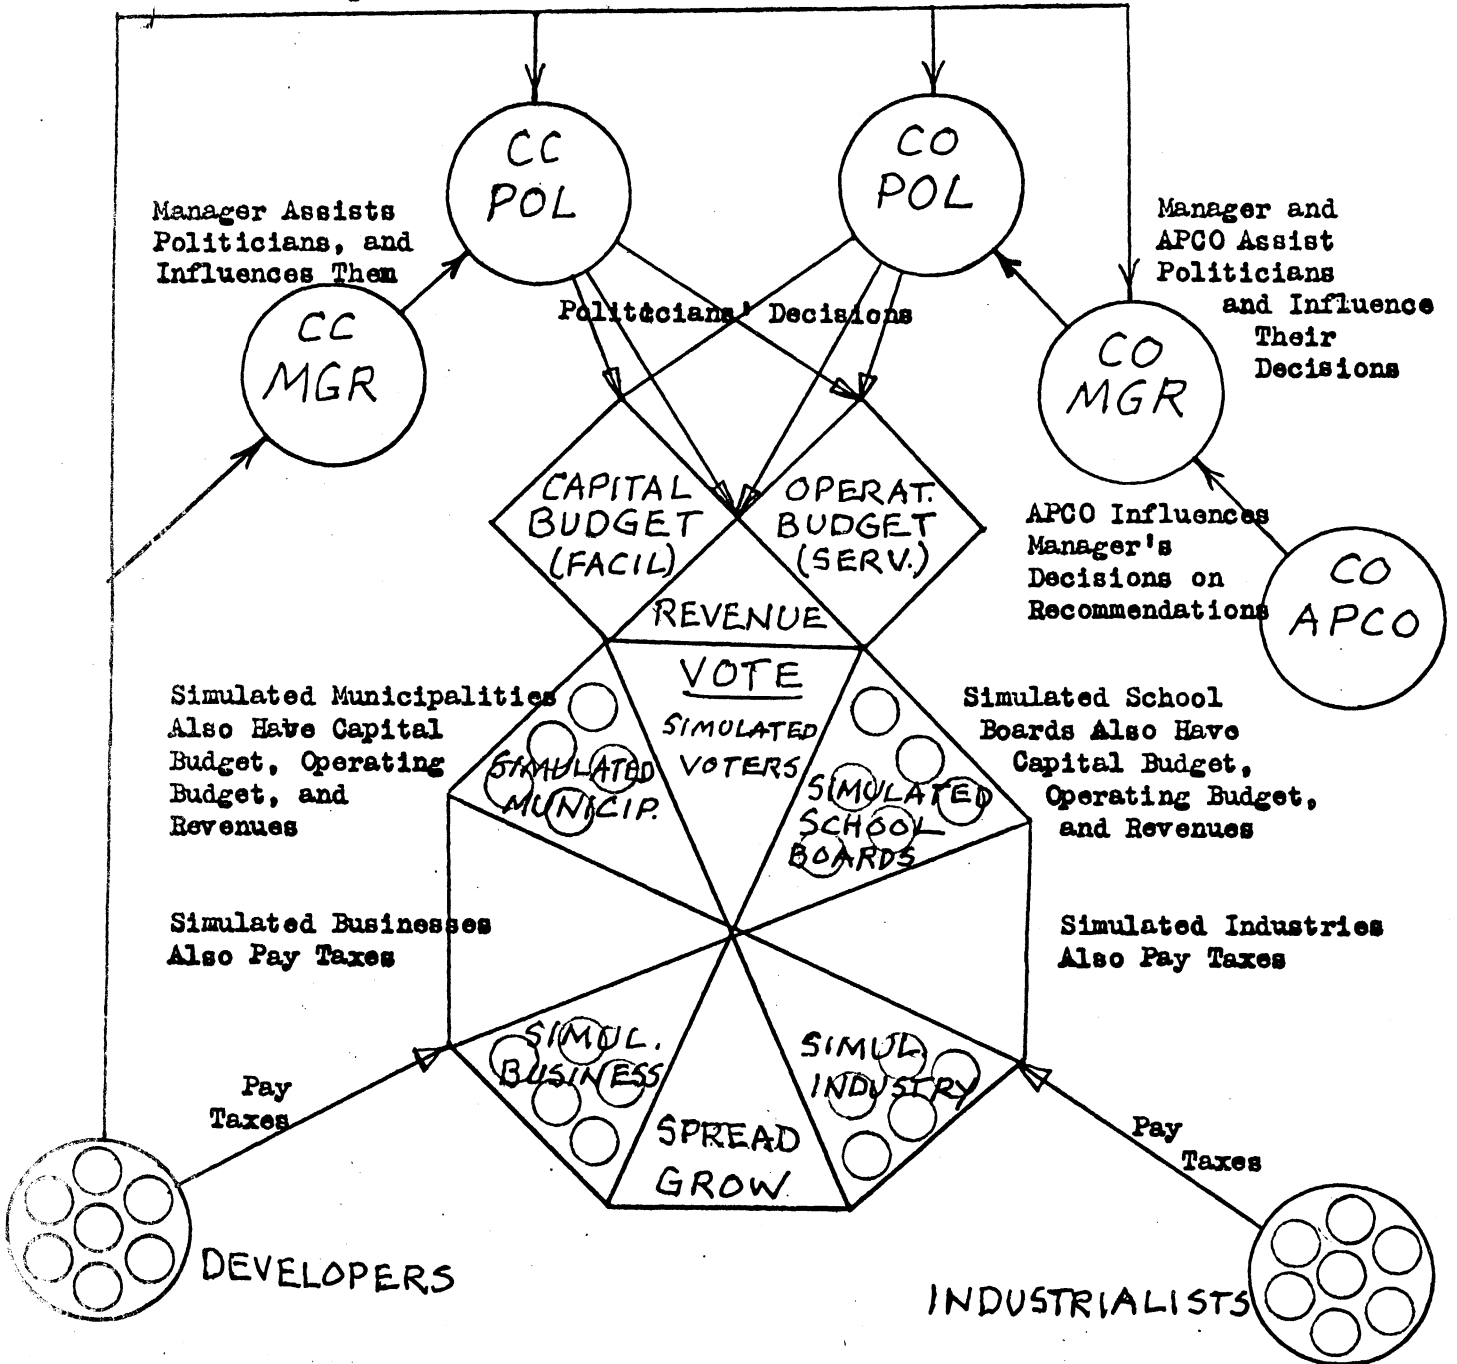 CC
POL
CO
POL
Manager Assists
Politicians, and
Influences Them
Manager and
APCO Assist
Politicians
and Influence
Their
Decisions
Politicians' Decisions
CC
MGR
CO
MGR
CAPITAL
BUDGET
(FACIL)
OPERAT.
BUDGET
(SERV.)
APCO Influences
Manager's
Decisions on
Recommendations
CO
APCO
REVENUE
VOTE
SIMULATED
VOTERS
Simulated Municipalities
Also Have Capital
Budget, Operating
Budget, and
Revenues
SIMULATED
MUNICIP.
SIMULATED
SCHOOL
BOARDS
Simulated School
Boards Also Have
Capital Budget,
Operating Budget,
and Revenues
Simulated Businesses
Also Pay Taxes
Simulated Industries
Also Pay Taxes
SIMUL.
BUSINESS
SIMUL.
INDUSTRY
SPREAD
GROW.
Pay
Taxes
Pay
Taxes
DEVELOPERS
INDUSTRIALISTS